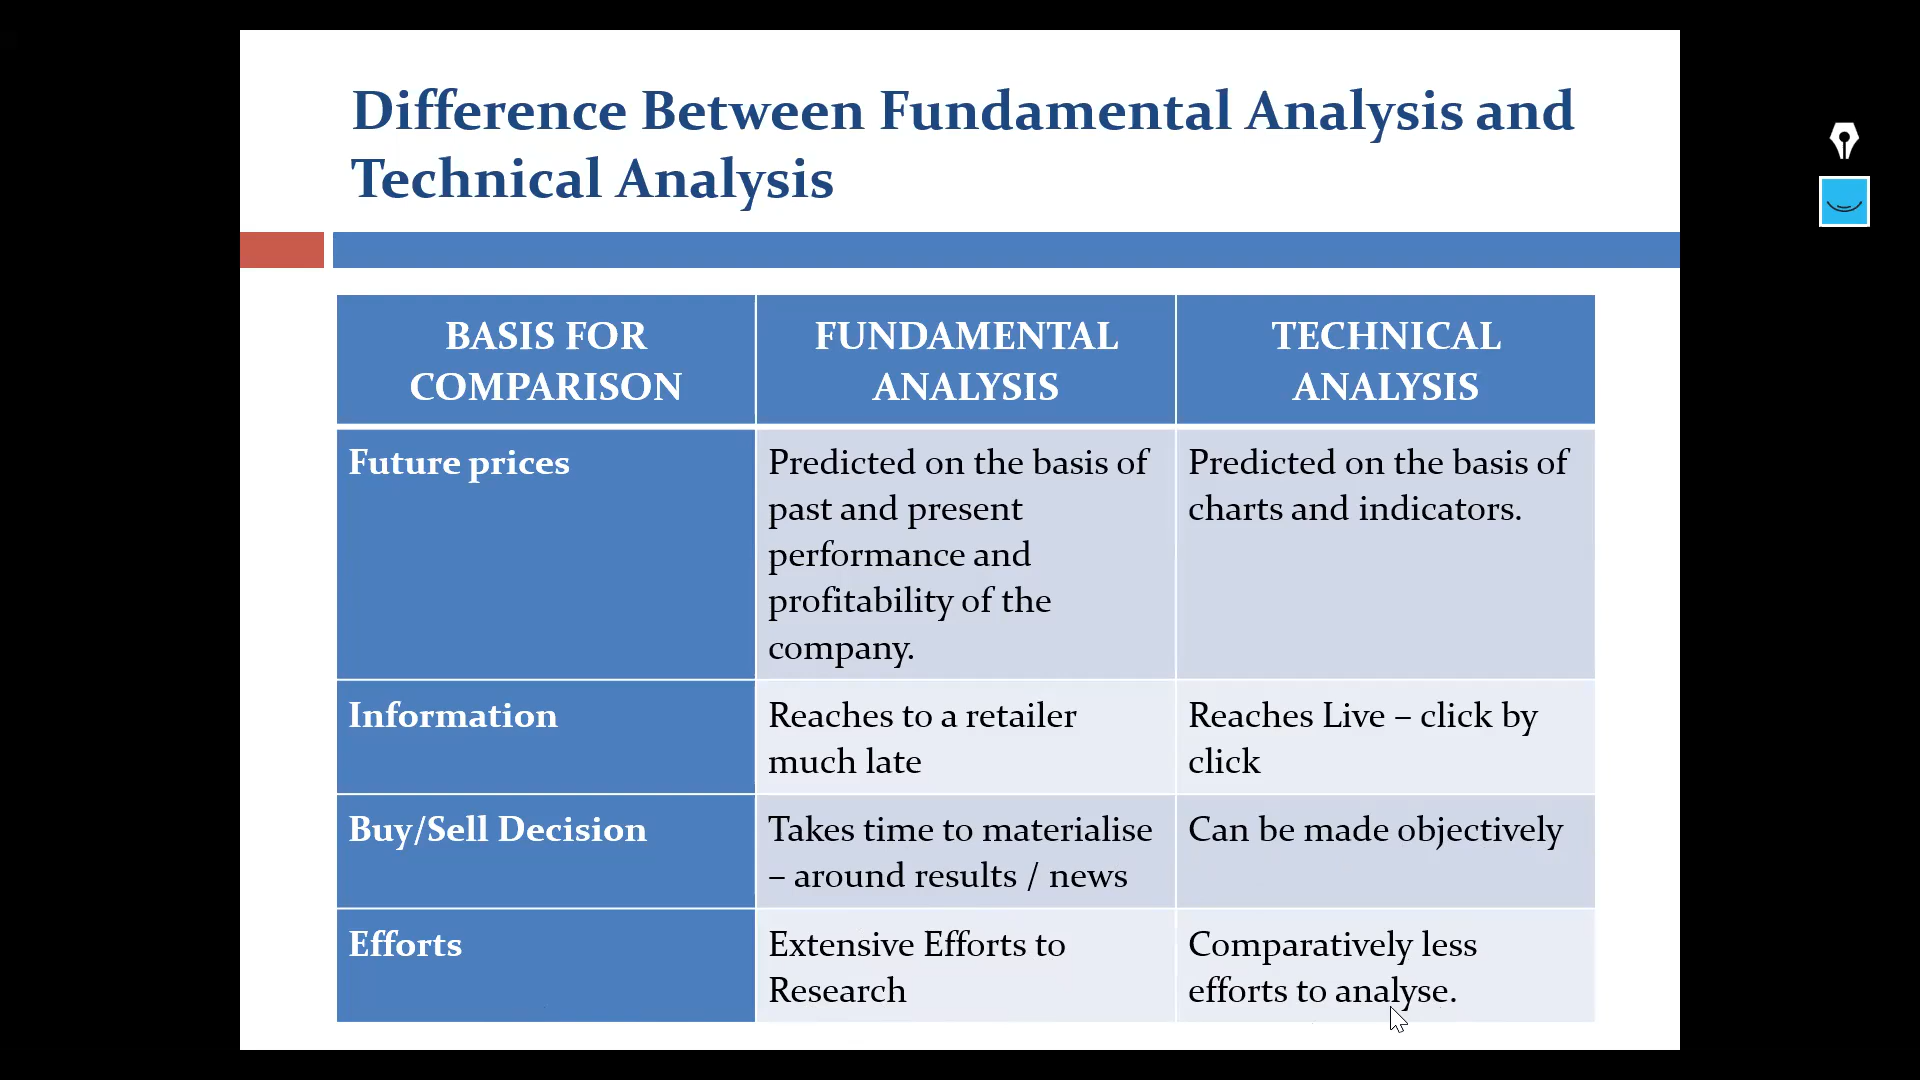 Difference Between Fundamental Analysis and
Technical Analysis
BASIS FOR
COMPARISON
FUNDAMENTAL
ANALYSIS
TECHNICAL
ANALYSIS
Future prices
Predicted on the basis of
past and present
performance and
profitability of the
company.
Predicted on the basis of
charts and indicators.
Information
Reaches to a retailer
much late
Reaches Live – click by
click
Buy/Sell Decision
Takes time to materialise
– around results / news
Can be made objectively
Efforts
Extensive Efforts to
Research
Comparatively less
efforts to analyse.